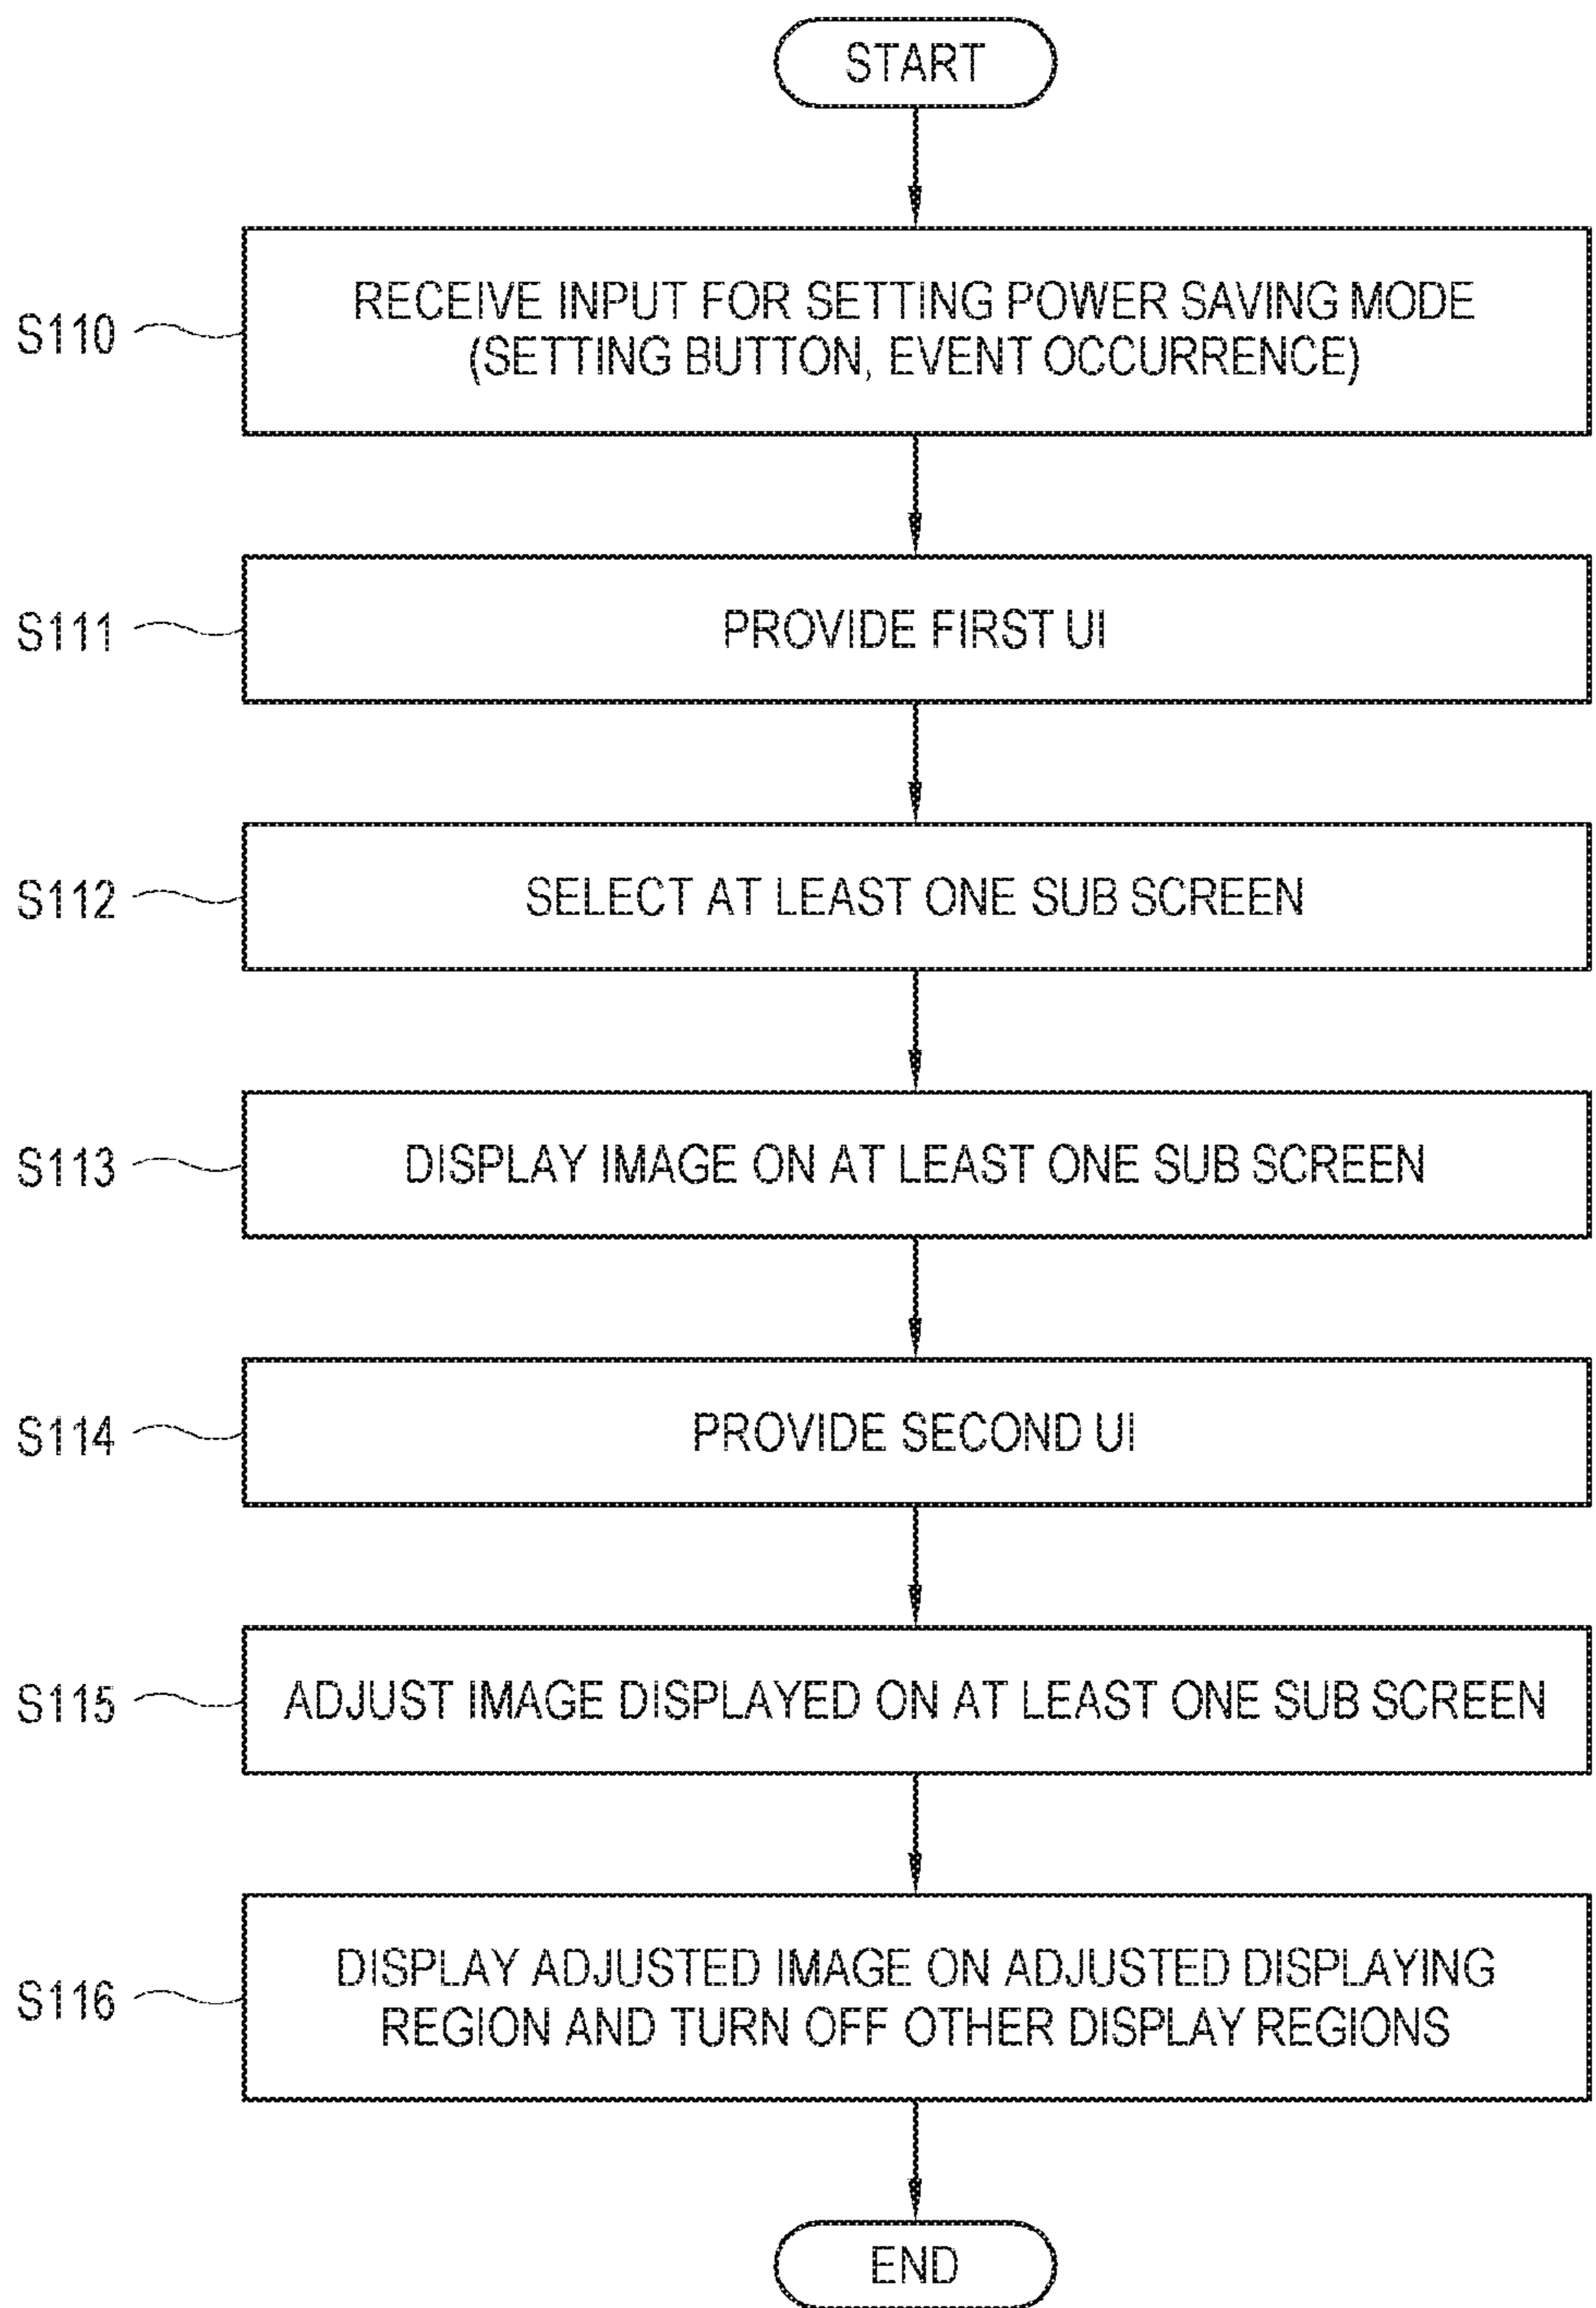 START
S110
RECEIVE INPUT FOR SETTING POWER SAVING MODE
(SETTING BUTTON, EVENT OCCURRENCE)
S111
PROVIDE FIRST UI
S112
SELECT AT LEAST ONE SUB SCREEN
S113
DISPLAY IMAGE ON AT LEAST ONE SUB SCREEN
S114
PROVIDE SECOND UI
S115
ADJUST IMAGE DISPLAYED ON AT LEAST ONE SUB SCREEN
S116
DISPLAY ADJUSTED IMAGE ON ADJUSTED DISPLAYING
REGION AND TURN OFF OTHER DISPLAY REGIONS
END